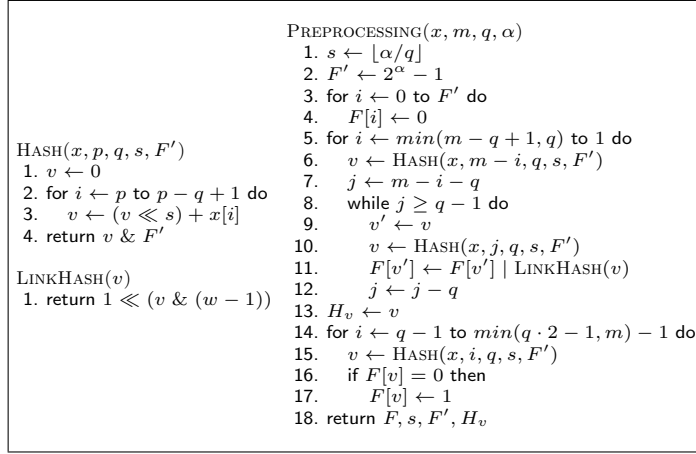 HASH(x, p, q, s, F′)
1. v ← 0
2. for i ← p to p − q + 1 do
3. v ← (v ≪ s) + x[i]
4. return v & F′
LINKHASH(v)
1. return 1 ≪ (v & (w − 1))
PREPROCESSING(x, m, q, α)
1. s ← ⌊α/q⌋
2. F′ ← 2^α − 1
3. for i ← 0 to F′ do
4. F[i] ← 0
5. for i ← min(m − q + 1, q) to 1 do
6. v ← HASH(x, m − i, q, s, F′)
7. j ← m − i − q
8. while j ≥ q − 1 do
9. v′ ← v
10. v ← HASH(x, j, q, s, F′)
11. F[v′] ← F[v′] | LINKHASH(v)
12. j ← j − q
13. H_v ← v
14. for i ← q − 1 to min(q · 2 − 1, m) − 1 do
15. v ← HASH(x, i, q, s, F′)
16. if F[v] = 0 then
17. F[v] ← 1
18. return F, s, F′, H_v